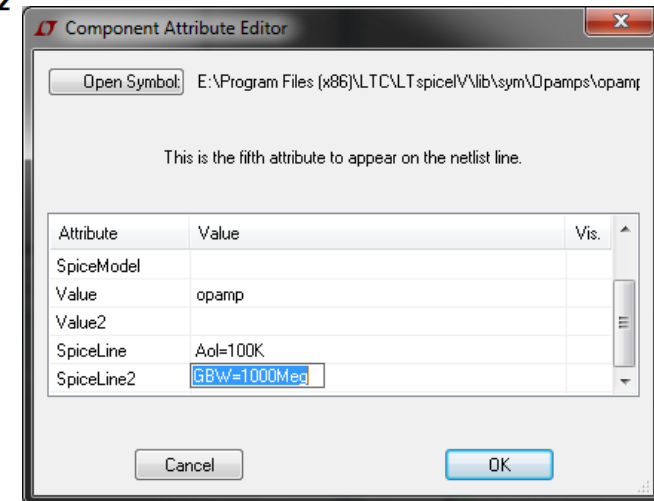 2
Component Attribute Editor
Open Symbol: E:\Program Files (x86)\LTC\LTspiceIV\lib\sym\Opamps\opamp
This is the fifth attribute to appear on the netlist line.
Attribute Value Vis.
SpiceModel
Value opamp
Value2
SpiceLine Aol=100K
SpiceLine2 GBW=1000Meg
Cancel OK